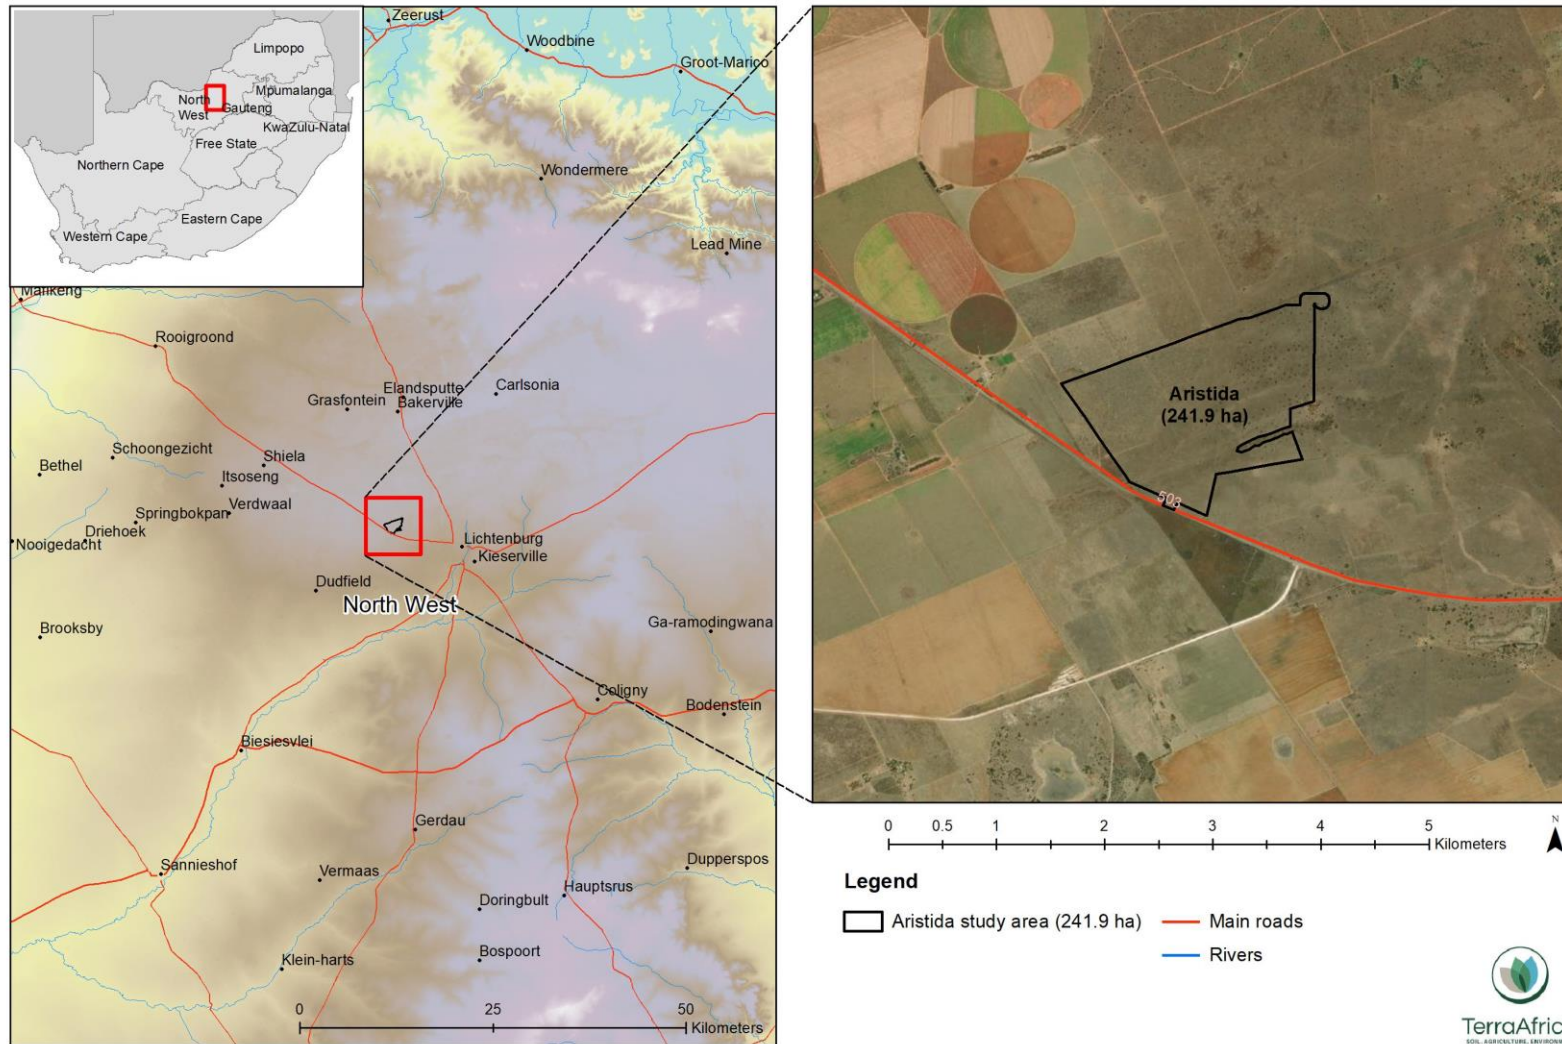 Limpopo
North
West
Mpumalanga
Gauteng
KwaZulu-Natal
Free State
Northern Cape
Eastern Cape
Western Cape
Zeerust
Woodbine
Groot-Marico
Wondermere
Lead Mine
Mafikeng
Rooigroond
Elandsputte
Carlsonia
Grasfontein
Bakerville
Schoongezicht
Shiela
Bethel
Itsoseng
Verdwaal
Springbokpan
Driehoek
Nooigedacht
Lichtenburg
Kieserville
Dudfield
North West
Brooksby
Ga-ramodingwana
Coligny
Bodenstein
Biesiesvlei
Gerdau
Sannieshof
Vermaas
Dupperspos
Hauptsrus
Doringbult
Bospoort
Klein-harts
0 25 50
Kilometers
Aristida
(241.9 ha)
503
0 0.5 1 2 3 4 5
Kilometers
N
Legend
Aristida study area (241.9 ha)
Main roads
Rivers
TerraAfric
SOIL. AGRICULTURE. ENVIRONM